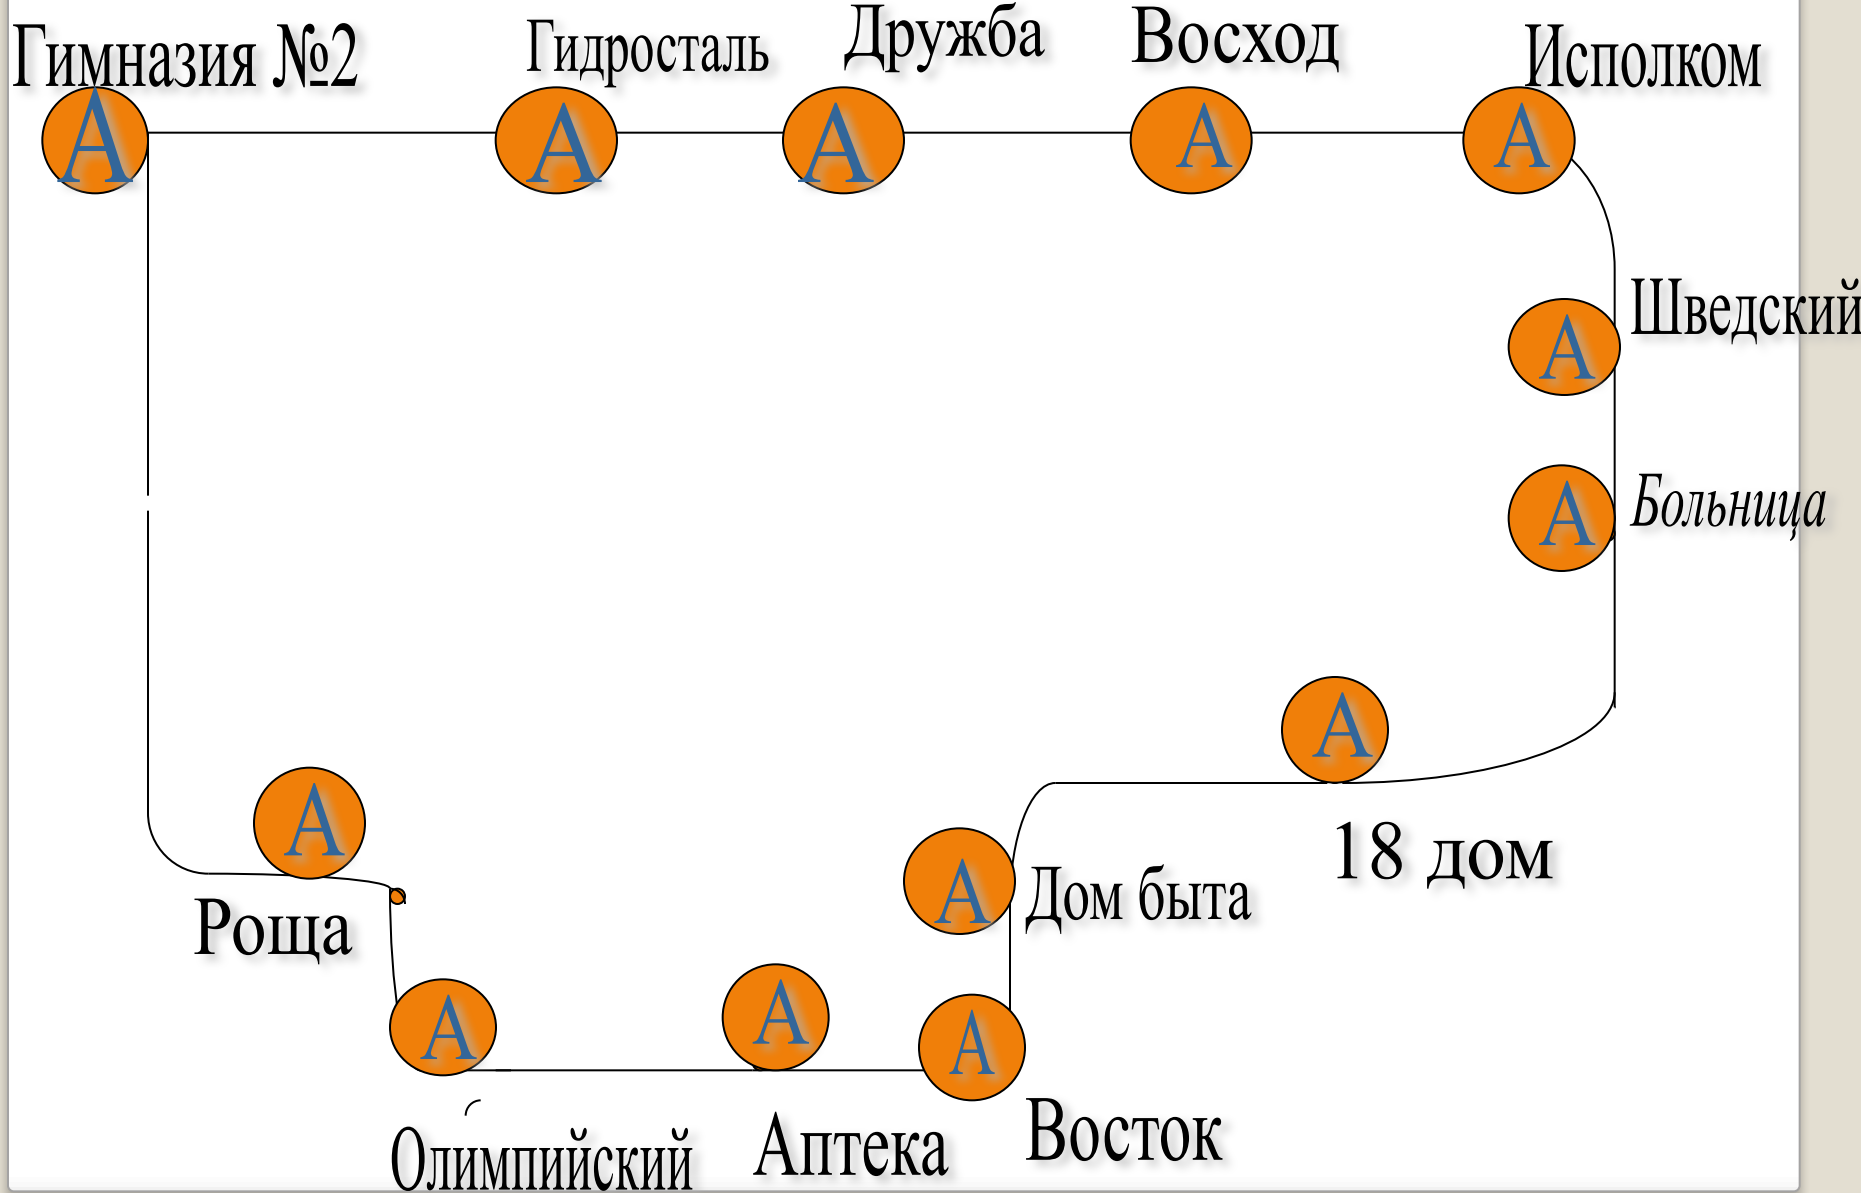 Гимназия №2
Гидросталь
Дружба
Восход
Исполком
А
А
А
А
А
Шведский
А
Больница
А
А
18 дом
А
Роща
А
Дом быта
А
А
А
Олимпийский
Аптека
Восток